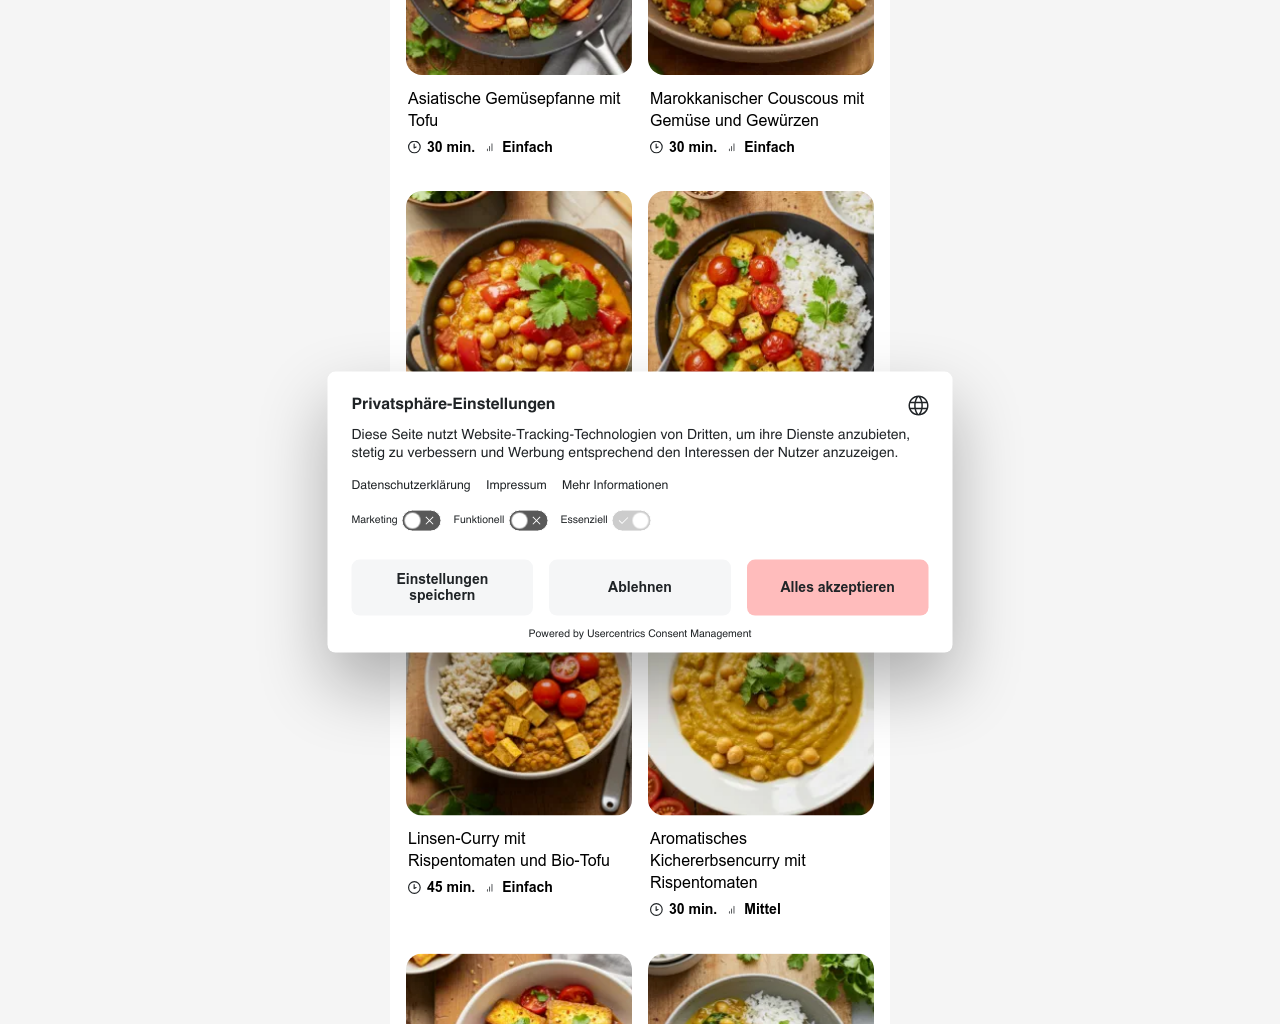 Asiatische Gemüsepfanne mit
Tofu
30 min. Einfach
Marokkanischer Couscous mit
Gemüse und Gewürzen
30 min. Einfach
Privatsphäre-Einstellungen
Diese Seite nutzt Website-Tracking-Technologien von Dritten, um ihre Dienste anzubieten,
stetig zu verbessern und Werbung entsprechend den Interessen der Nutzer anzuzeigen.
Datenschutzerklärung Impressum Mehr Informationen
Marketing Funktionell Essenziell
Einstellungen
speichern
Ablehnen
Alles akzeptieren
Powered by Usercentrics Consent Management
Linsen-Curry mit
Rispentomaten und Bio-Tofu
45 min. Einfach
Aromatisches
Kichererbsencurry mit
Rispentomaten
30 min. Mittel